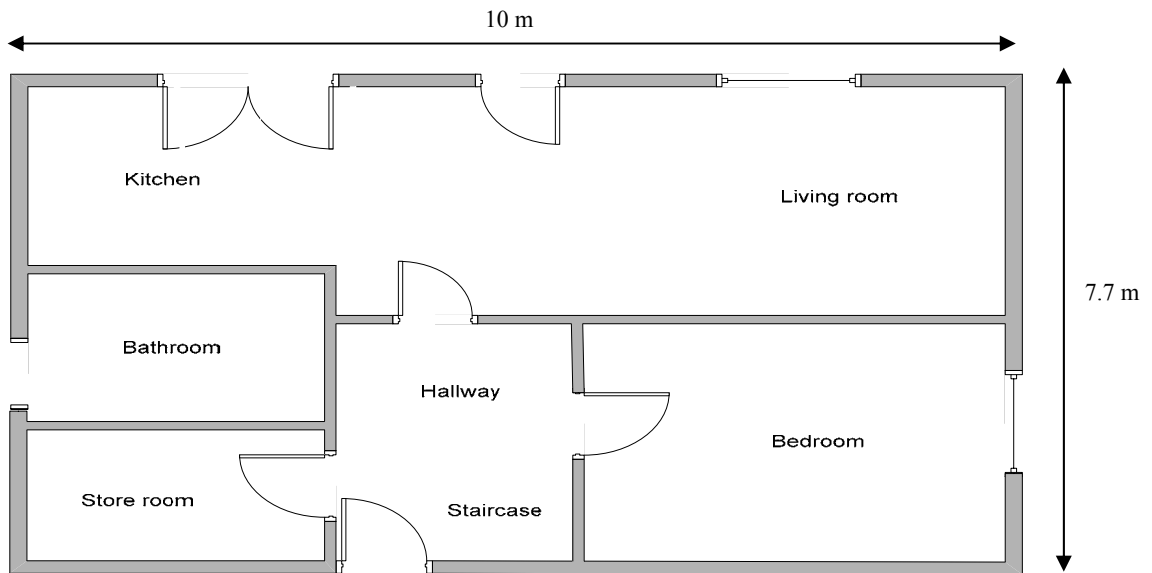 10 m
Kitchen
Living room
7.7 m
Bathroom
Hallway
Bedroom
Store room
Staircase